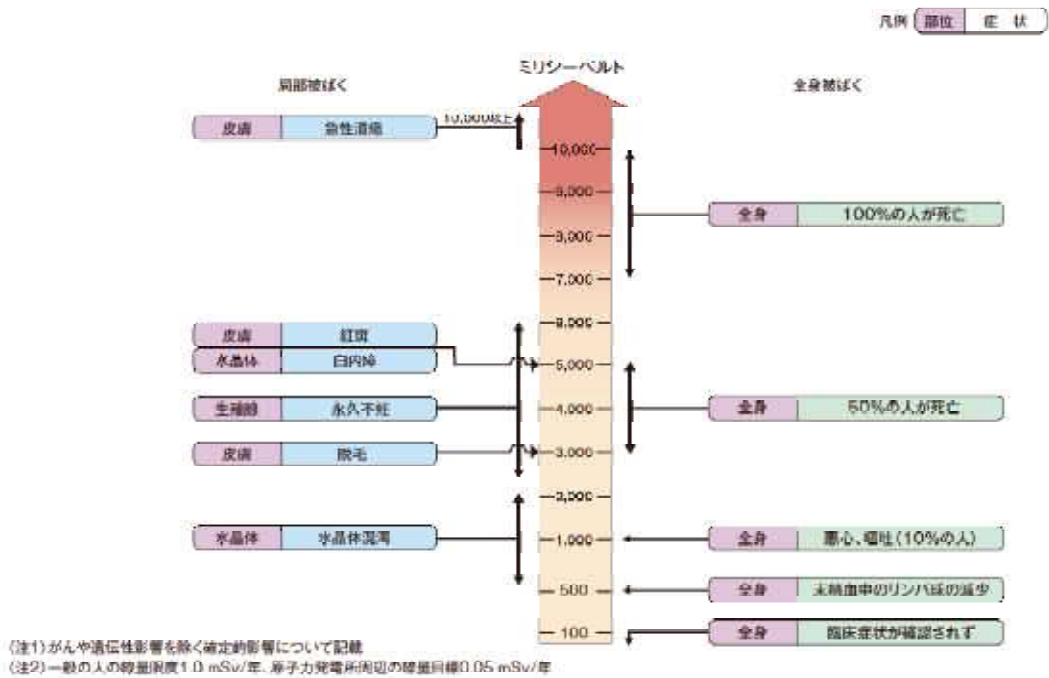 凡例 部位 症状
ミリシーベルト
局部被ばく
全身被ばく
皮膚 急性潰瘍 10,000以上
10,000
9,000
全身 100%の人が死亡
8,000
7,000
皮膚 紅斑
6,000
水晶体 白内障
5,000
生殖腺 永久不妊
4,000
全身 50%の人が死亡
皮膚 脱毛
3,000
2,000
水晶体 水晶体混濁
1,000
全身 悪心、嘔吐(10%の人)
500
全身 末梢血中のリンパ球の減少
100
全身 臨床症状が確認されず
(注1)がんや遺伝性影響を除く確定的影響について記載
(注2)一般の人の線量限度1.0 mSv/年、原子力発電所周辺の線量目標0.05 mSv/年